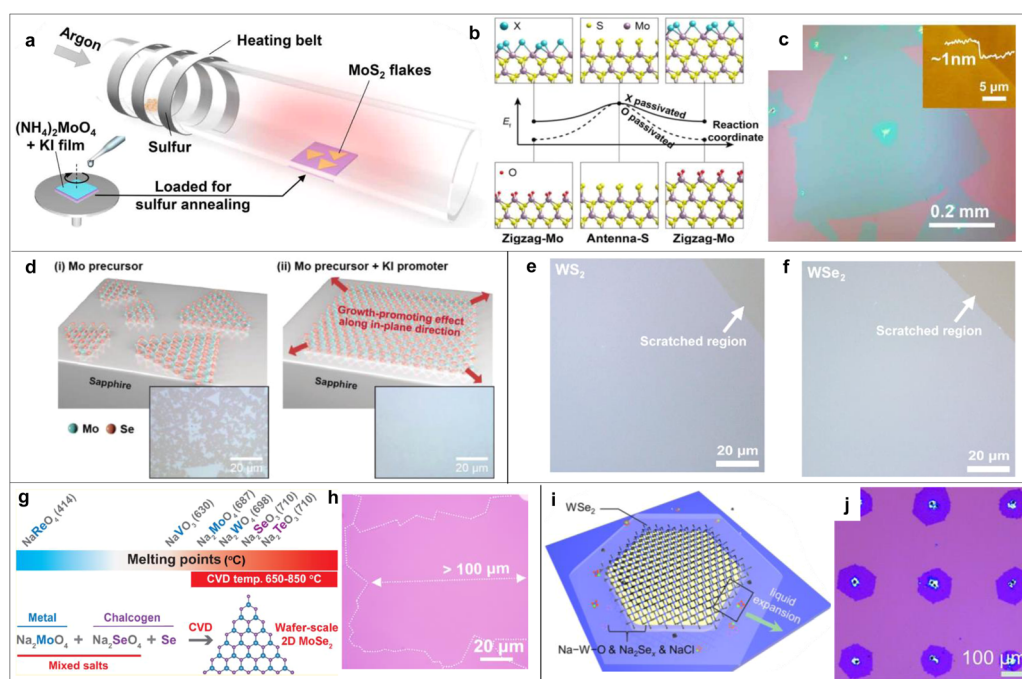 a
Argon
Heating belt
MoS2 flakes
(NH4)2MoO4
+ KI film
Sulfur
Loaded for
sulfur annealing
b
X
S
Mo
Ef
X passivated
O passivated
Reaction
coordinate
O
Zigzag-Mo
Antenna-S
Zigzag-Mo
c
~1nm
5 µm
0.2 mm
d
(i) Mo precursor
(ii) Mo precursor + KI promoter
Growth-promoting effect
along in-plane direction
Sapphire
Sapphire
Mo
Se
20 µm
20 µm
e
WS2
Scratched region
20 µm
f
WSe2
Scratched region
20 µm
g
NaReO4 (414)
NaVO3 (630)
Na2MoO4 (687)
Na2WO4 (698)
Na2SeO3 (710)
Na2TeO3 (710)
Melting points (°C)
CVD temp. 650-850 °C
Metal
Chalcogen
Na2MoO4 + Na2SeO4 + Se
Mixed salts
CVD
Wafer-scale
2D MoSe2
h
> 100 µm
20 µm
i
WSe2
liquid
expansion
Na−W−O & Na2Sex & NaCl
j
100 µm